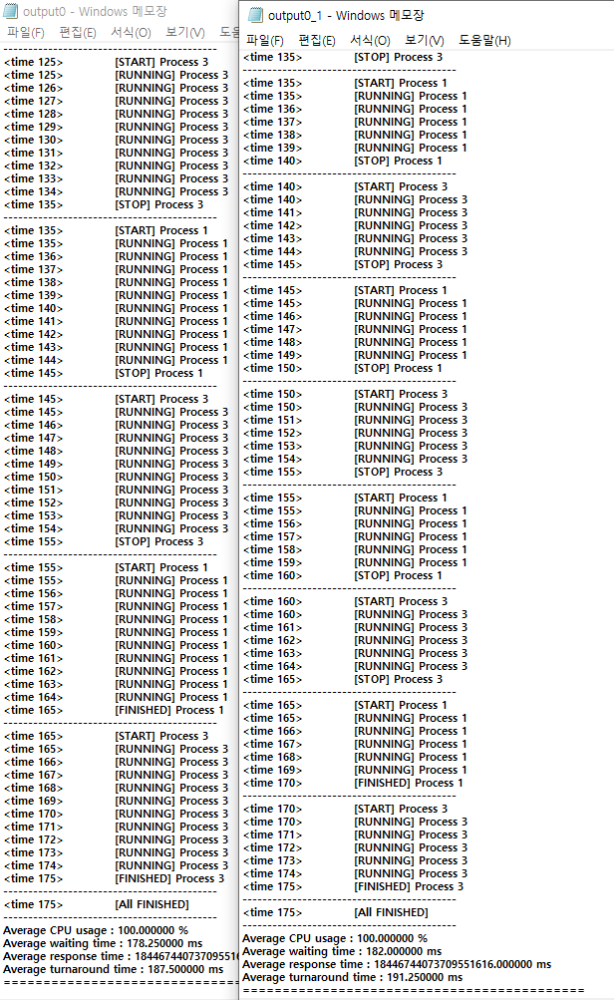 output0 - Windows 메모장
파일(F) 편집(E) 서식(O) 보기(V)
------------------------------------------
<time 125> [START] Process 3
<time 125> [RUNNING] Process 3
<time 126> [RUNNING] Process 3
<time 127> [RUNNING] Process 3
<time 128> [RUNNING] Process 3
<time 129> [RUNNING] Process 3
<time 130> [RUNNING] Process 3
<time 131> [RUNNING] Process 3
<time 132> [RUNNING] Process 3
<time 133> [RUNNING] Process 3
<time 134> [RUNNING] Process 3
<time 135> [STOP] Process 3
------------------------------------------
<time 135> [START] Process 1
<time 135> [RUNNING] Process 1
<time 136> [RUNNING] Process 1
<time 137> [RUNNING] Process 1
<time 138> [RUNNING] Process 1
<time 139> [RUNNING] Process 1
<time 140> [RUNNING] Process 1
<time 141> [RUNNING] Process 1
<time 142> [RUNNING] Process 1
<time 143> [RUNNING] Process 1
<time 144> [RUNNING] Process 1
<time 145> [STOP] Process 1
------------------------------------------
<time 145> [START] Process 3
<time 145> [RUNNING] Process 3
<time 146> [RUNNING] Process 3
<time 147> [RUNNING] Process 3
<time 148> [RUNNING] Process 3
<time 149> [RUNNING] Process 3
<time 150> [RUNNING] Process 3
<time 151> [RUNNING] Process 3
<time 152> [RUNNING] Process 3
<time 153> [RUNNING] Process 3
<time 154> [RUNNING] Process 3
<time 155> [STOP] Process 3
------------------------------------------
<time 155> [START] Process 1
<time 155> [RUNNING] Process 1
<time 156> [RUNNING] Process 1
<time 157> [RUNNING] Process 1
<time 158> [RUNNING] Process 1
<time 159> [RUNNING] Process 1
<time 160> [RUNNING] Process 1
<time 161> [RUNNING] Process 1
<time 162> [RUNNING] Process 1
<time 163> [RUNNING] Process 1
<time 164> [RUNNING] Process 1
<time 165> [FINISHED] Process 1
------------------------------------------
<time 165> [START] Process 3
<time 165> [RUNNING] Process 3
<time 166> [RUNNING] Process 3
<time 167> [RUNNING] Process 3
<time 168> [RUNNING] Process 3
<time 169> [RUNNING] Process 3
<time 170> [RUNNING] Process 3
<time 171> [RUNNING] Process 3
<time 172> [RUNNING] Process 3
<time 173> [RUNNING] Process 3
<time 174> [RUNNING] Process 3
<time 175> [FINISHED] Process 3
------------------------------------------
<time 175> [All FINISHED]
------------------------------------------
Average CPU usage : 100.000000 %
Average waiting time : 178.250000 ms
Average response time : 1844674407370955161
Average turnaround time : 187.500000 ms
==============================
output0_1 - Windows 메모장
파일(F) 편집(E) 서식(O) 보기(V) 도움말(H)
<time 135> [STOP] Process 3
------------------------------------------
<time 135> [START] Process 1
<time 135> [RUNNING] Process 1
<time 136> [RUNNING] Process 1
<time 137> [RUNNING] Process 1
<time 138> [RUNNING] Process 1
<time 139> [RUNNING] Process 1
<time 140> [STOP] Process 1
------------------------------------------
<time 140> [START] Process 3
<time 140> [RUNNING] Process 3
<time 141> [RUNNING] Process 3
<time 142> [RUNNING] Process 3
<time 143> [RUNNING] Process 3
<time 144> [RUNNING] Process 3
<time 145> [STOP] Process 3
------------------------------------------
<time 145> [START] Process 1
<time 145> [RUNNING] Process 1
<time 146> [RUNNING] Process 1
<time 147> [RUNNING] Process 1
<time 148> [RUNNING] Process 1
<time 149> [RUNNING] Process 1
<time 150> [STOP] Process 1
------------------------------------------
<time 150> [START] Process 3
<time 150> [RUNNING] Process 3
<time 151> [RUNNING] Process 3
<time 152> [RUNNING] Process 3
<time 153> [RUNNING] Process 3
<time 154> [RUNNING] Process 3
<time 155> [STOP] Process 3
------------------------------------------
<time 155> [START] Process 1
<time 155> [RUNNING] Process 1
<time 156> [RUNNING] Process 1
<time 157> [RUNNING] Process 1
<time 158> [RUNNING] Process 1
<time 159> [RUNNING] Process 1
<time 160> [STOP] Process 1
------------------------------------------
<time 160> [START] Process 3
<time 160> [RUNNING] Process 3
<time 161> [RUNNING] Process 3
<time 162> [RUNNING] Process 3
<time 163> [RUNNING] Process 3
<time 164> [RUNNING] Process 3
<time 165> [STOP] Process 3
------------------------------------------
<time 165> [START] Process 1
<time 165> [RUNNING] Process 1
<time 166> [RUNNING] Process 1
<time 167> [RUNNING] Process 1
<time 168> [RUNNING] Process 1
<time 169> [RUNNING] Process 1
<time 170> [FINISHED] Process 1
------------------------------------------
<time 170> [START] Process 3
<time 170> [RUNNING] Process 3
<time 171> [RUNNING] Process 3
<time 172> [RUNNING] Process 3
<time 173> [RUNNING] Process 3
<time 174> [RUNNING] Process 3
<time 175> [FINISHED] Process 3
------------------------------------------
<time 175> [All FINISHED]
------------------------------------------
Average CPU usage : 100.000000 %
Average waiting time : 182.000000 ms
Average response time : 18446744073709551616.000000 ms
Average turnaround time : 191.250000 ms
===========================================